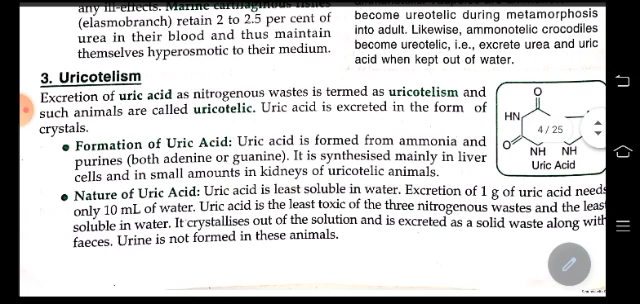 any ill-effects. Marine cartilaginous fishes
(elasmobranch) retain 2 to 2.5 per cent of
urea in their blood and thus maintain
themselves hyperosmotic to their medium.
become ureotelic during metamorphosis
into adult. Likewise, ammonotelic crocodiles
become ureotelic, i.e., excrete urea and uric
acid when kept out of water.
3. Uricotelism
Excretion of uric acid as nitrogenous wastes is termed as uricotelism and
such animals are called uricotelic. Uric acid is excreted in the form of
crystals.
• Formation of Uric Acid: Uric acid is formed from ammonia and
purines (both adenine or guanine). It is synthesised mainly in liver
cells and in small amounts in kidneys of uricotelic animals.
O
HN
4 / 25
O
NH NH
Uric Acid
• Nature of Uric Acid: Uric acid is least soluble in water. Excretion of 1 g of uric acid needs
only 10 mL of water. Uric acid is the least toxic of the three nitrogenous wastes and the leas
soluble in water. It crystallises out of the solution and is excreted as a solid waste along with
faeces. Urine is not formed in these animals.